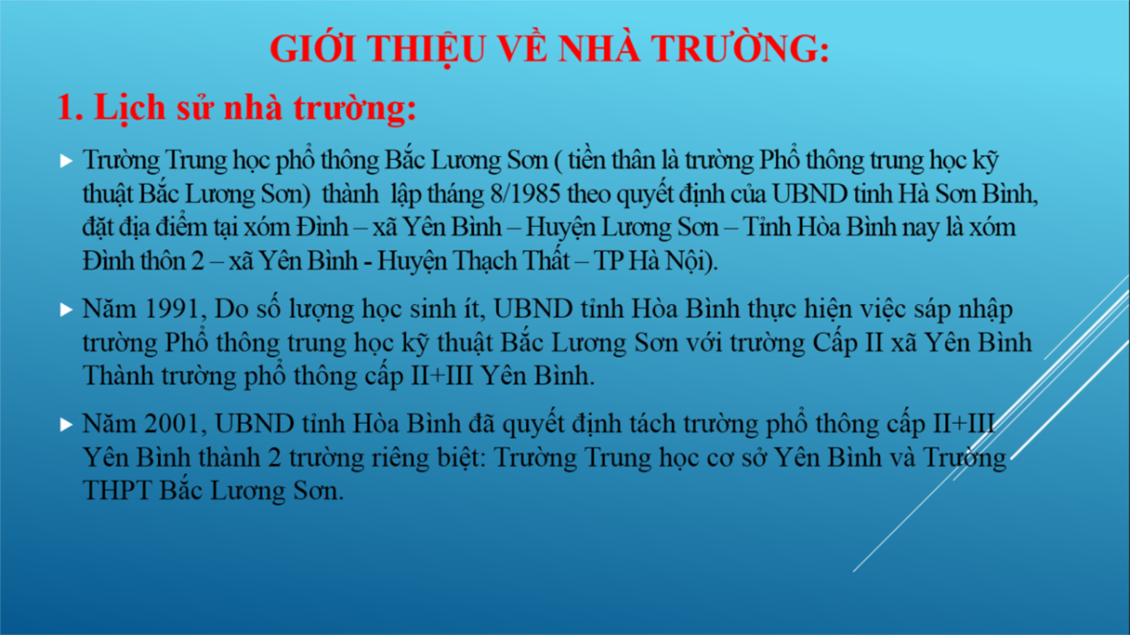 GIỚI THIỆU VỀ NHÀ TRƯỜNG:
1. Lịch sử nhà trường:
Trường Trung học phổ thông Bắc Lương Sơn ( tiền thân là trường Phổ thông trung học kỹ
thuật Bắc Lương Sơn) thành lập tháng 8/1985 theo quyết định của UBND tỉnh Hà Sơn Bình,
đặt địa điểm tại xóm Đình – xã Yên Bình – Huyện Lương Sơn – Tỉnh Hòa Bình nay là xóm
Đình thôn 2 – xã Yên Bình - Huyện Thạch Thất – TP Hà Nội).
Năm 1991, Do số lượng học sinh ít, UBND tỉnh Hòa Bình thực hiện việc sáp nhập
trường Phổ thông trung học kỹ thuật Bắc Lương Sơn với trường Cấp II xã Yên Bình
Thành trường phổ thông cấp II+III Yên Bình.
Năm 2001, UBND tỉnh Hòa Bình đã quyết định tách trường phổ thông cấp II+III
Yên Bình thành 2 trường riêng biệt: Trường Trung học cơ sở Yên Bình và Trường
THPT Bắc Lương Sơn.